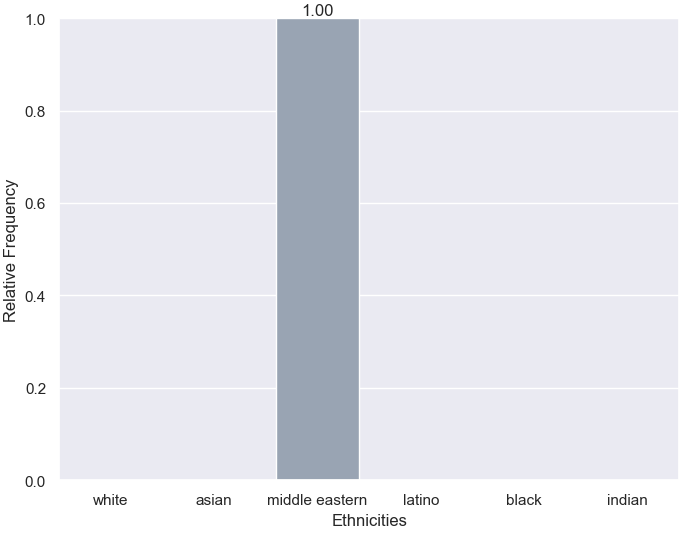 1.00
1.0
0.8
0.6
0.4
0.2
0.0
Relative Frequency
white asian middle eastern latino black indian
Ethnicities